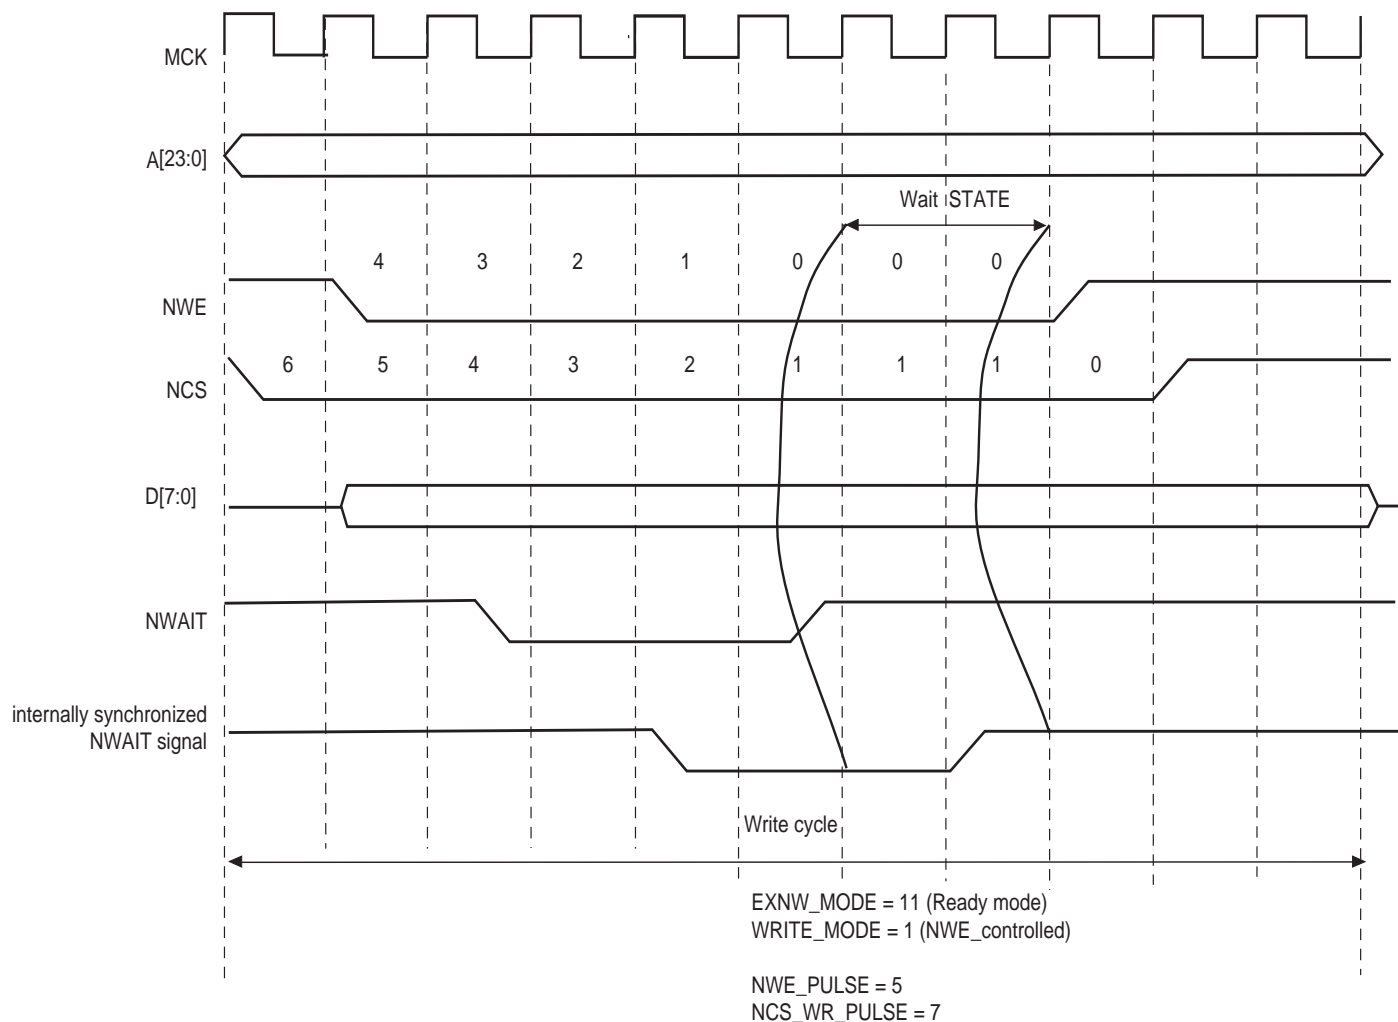 MCK
A[23:0]
Wait STATE
4 3 2 1 0 0 0
NWE
6 5 4 3 2 1 1 1 0
NCS
D[7:0]
NWAIT
internally synchronized
NWAIT signal
Write cycle
EXNW_MODE = 11 (Ready mode)
WRITE_MODE = 1 (NWE_controlled)
NWE_PULSE = 5
NCS_WR_PULSE = 7